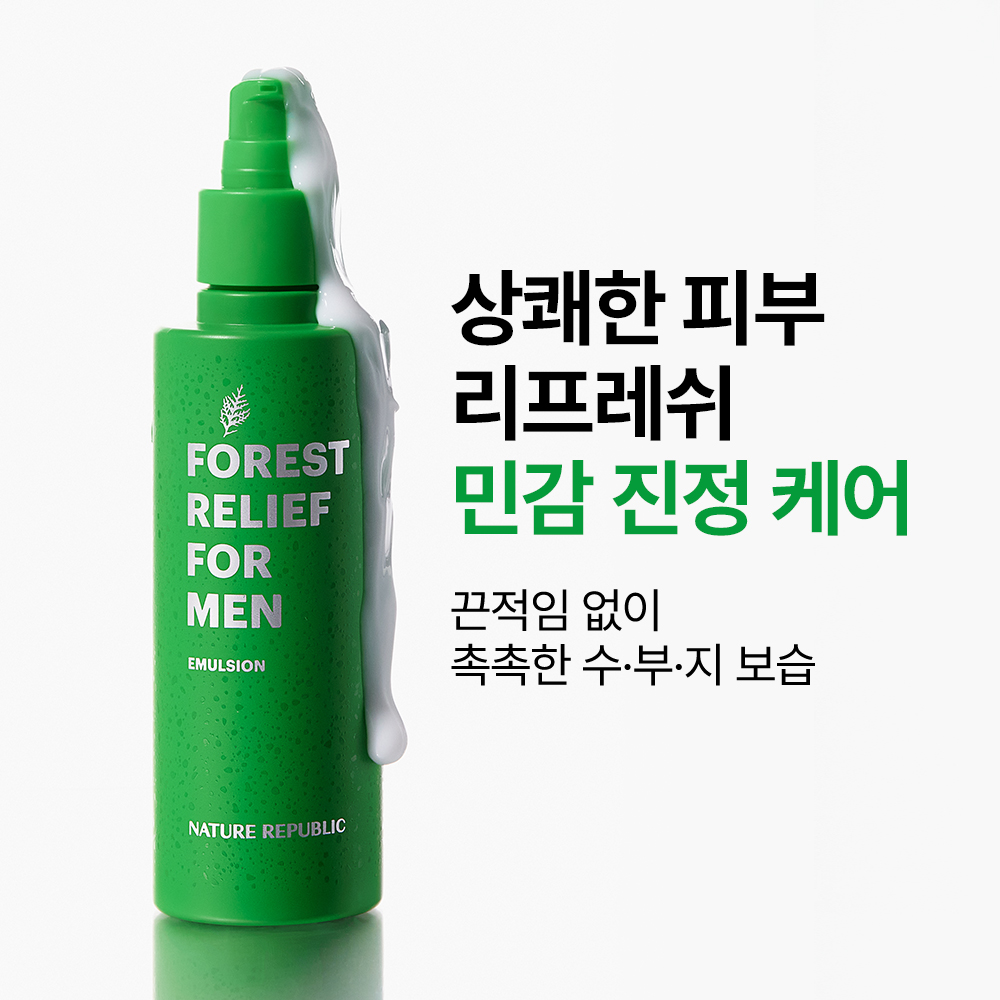 상쾌한 피부
리프레쉬
민감 진정 케어
끈적임 없이
촉촉한 수·부·지 보습
FOREST
RELIEF
FOR
MEN
EMULSION
NATURE REPUBLIC